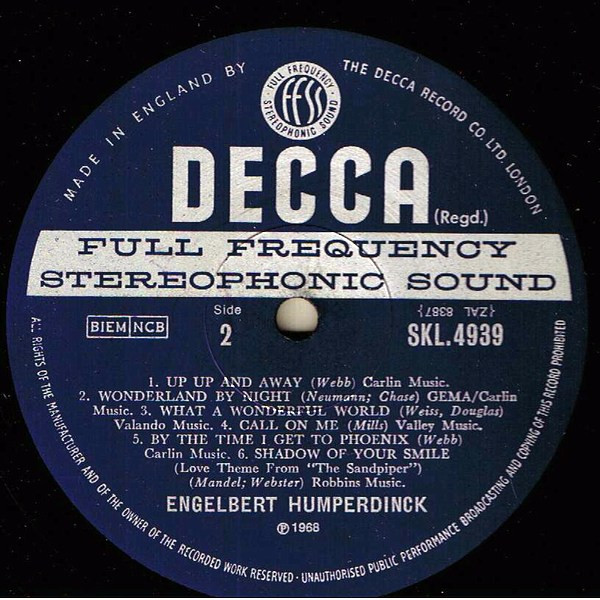 MADE IN ENGLAND BY
THE DECCA RECORD CO. LTD. LONDON
FULL FREQUENCY
ffss
STEREOPHONIC SOUND
DECCA
(Regd.)
FULL FREQUENCY
STEREOPHONIC SOUND
Side
2
{ZAL 8387}
BIEM NCB
SKL.4939
1. UP UP AND AWAY (Webb) Carlin Music.
2. WONDERLAND BY NIGHT (Neumann; Chase) GEMA/Carlin
Music. 3. WHAT A WONDERFUL WORLD (Weiss, Douglas)
Valando Music. 4. CALL ON ME (Mills) Valley Music.
5. BY THE TIME I GET TO PHOENIX (Webb)
Carlin Music. 6. SHADOW OF YOUR SMILE
(Love Theme From "The Sandpiper")
(Mandel; Webster) Robbins Music.
ENGELBERT HUMPERDINCK
℗ 1968
ALL RIGHTS OF THE MANUFACTURER AND OF THE OWNER OF THE RECORDED WORK RESERVED · UNAUTHORISED PUBLIC PERFORMANCE BROADCASTING AND COPYING OF THIS RECORD PROHIBITED